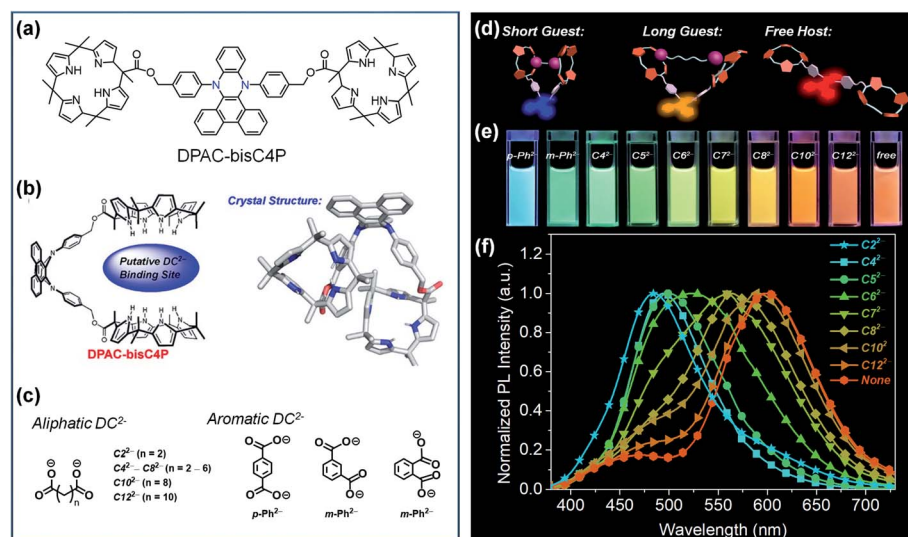 (a)
NH
N
H
N
H
HN
O
O
N
N
O
O
NH
H
N
H
N
HN
DPAC-bisC4P
(b)
Crystal Structure:
Putative DC2–
Binding Site
DPAC-bisC4P
(c)
Aliphatic DC2-
Aromatic DC2-
C2²⁻ (n = 2)
C4²⁻– C8²⁻ (n = 2 – 6)
C10²⁻ (n = 8)
C12²⁻ (n = 10)
n
p-Ph²⁻
m-Ph²⁻
m-Ph²⁻
(d)
Short Guest:
Long Guest:
Free Host:
(e)
p-Ph²⁻
m-Ph²⁻
C4²⁻
C5²⁻
C6²⁻
C7²⁻
C8²⁻
C10²⁻
C12²⁻
free
(f)
Normalized PL Intensity (a.u.)
1.0
0.8
0.6
0.4
0.2
0.0
400 450 500 550 600 650 700
Wavelength (nm)
C2²⁻
C4²⁻
C5²⁻
C6²⁻
C7²⁻
C8²⁻
C10²
C12²⁻
None